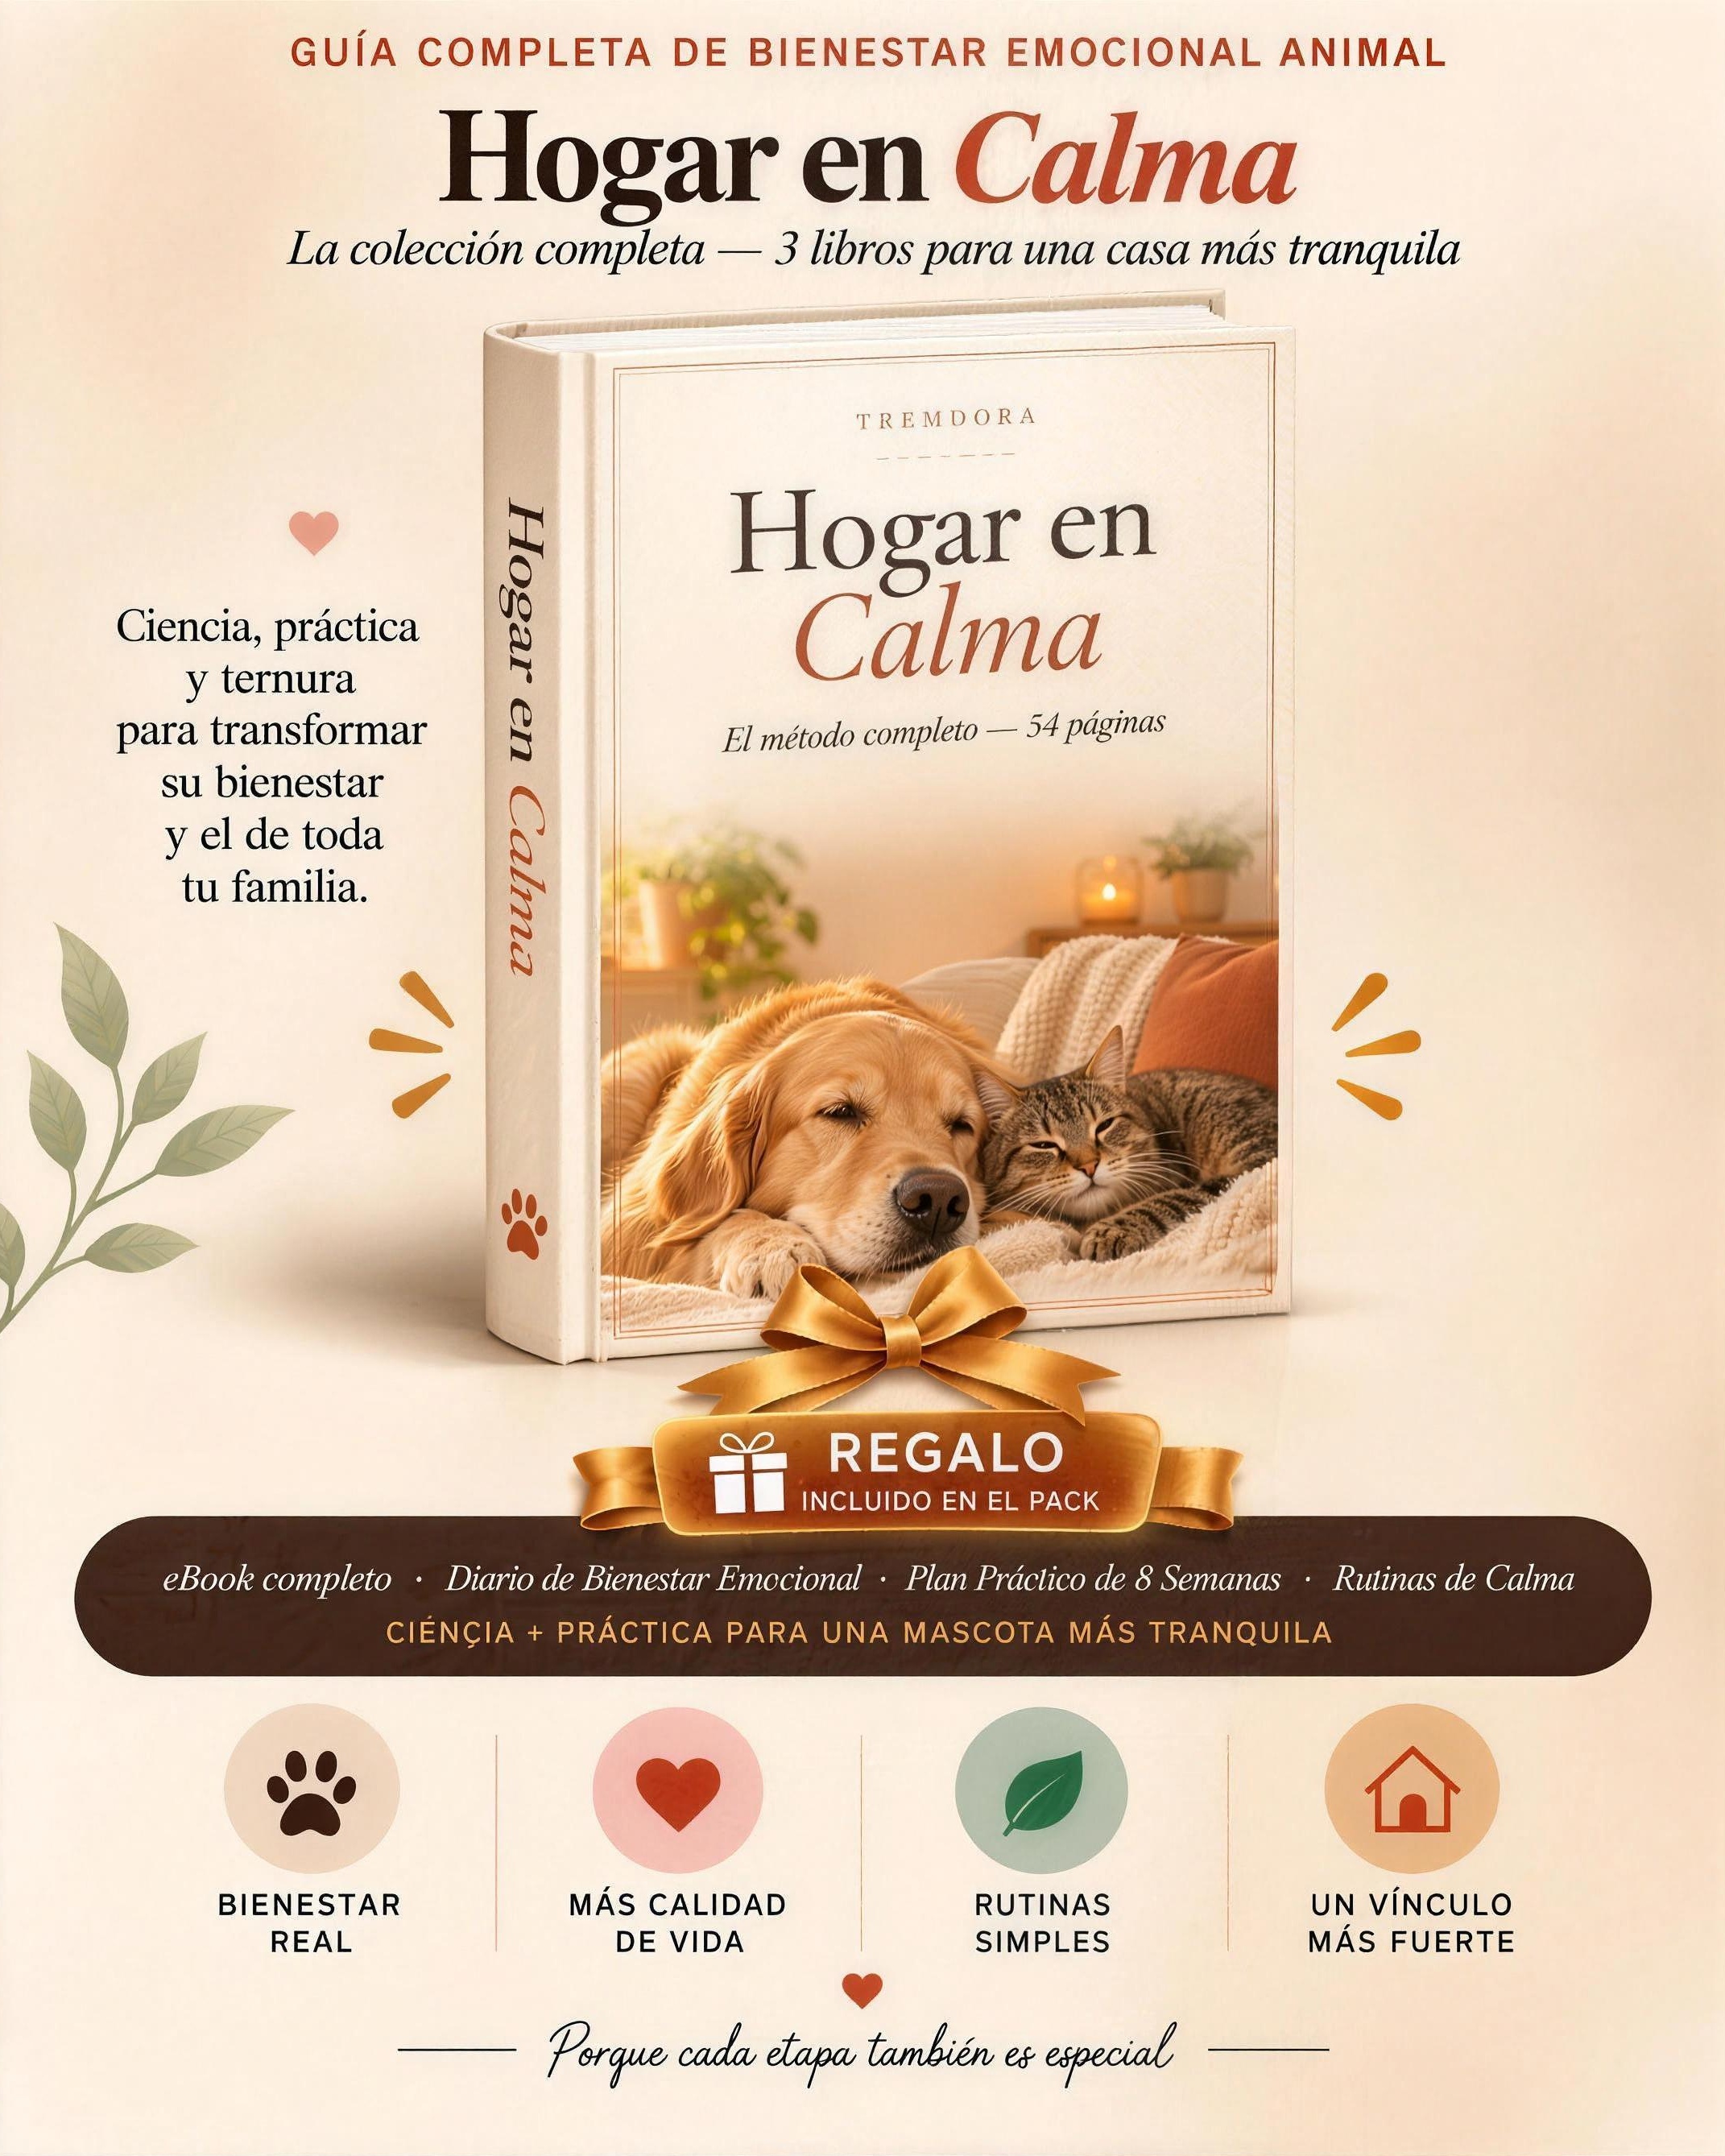 GUÍA COMPLETA DE BIENESTAR EMOCIONAL ANIMAL
Hogar en Calma
La colección completa — 3 libros para una casa más tranquila
TREMDORA
Hogar en
Calma
El método completo — 54 páginas
Hogar en Calma
Ciencia, práctica
y ternura
para transformar
su bienestar
y el de toda
tu familia.
REGALO
INCLUIDO EN EL PACK
eBook completo · Diario de Bienestar Emocional · Plan Práctico de 8 Semanas · Rutinas de Calma
CIÉNÇIA + PRÁCTICA PARA UNA MASCOTA MÁS TRANQUILA
BIENESTAR
REAL
MÁS CALIDAD
DE VIDA
RUTINAS
SIMPLES
UN VÍNCULO
MÁS FUERTE
Porque cada etapa también es especial